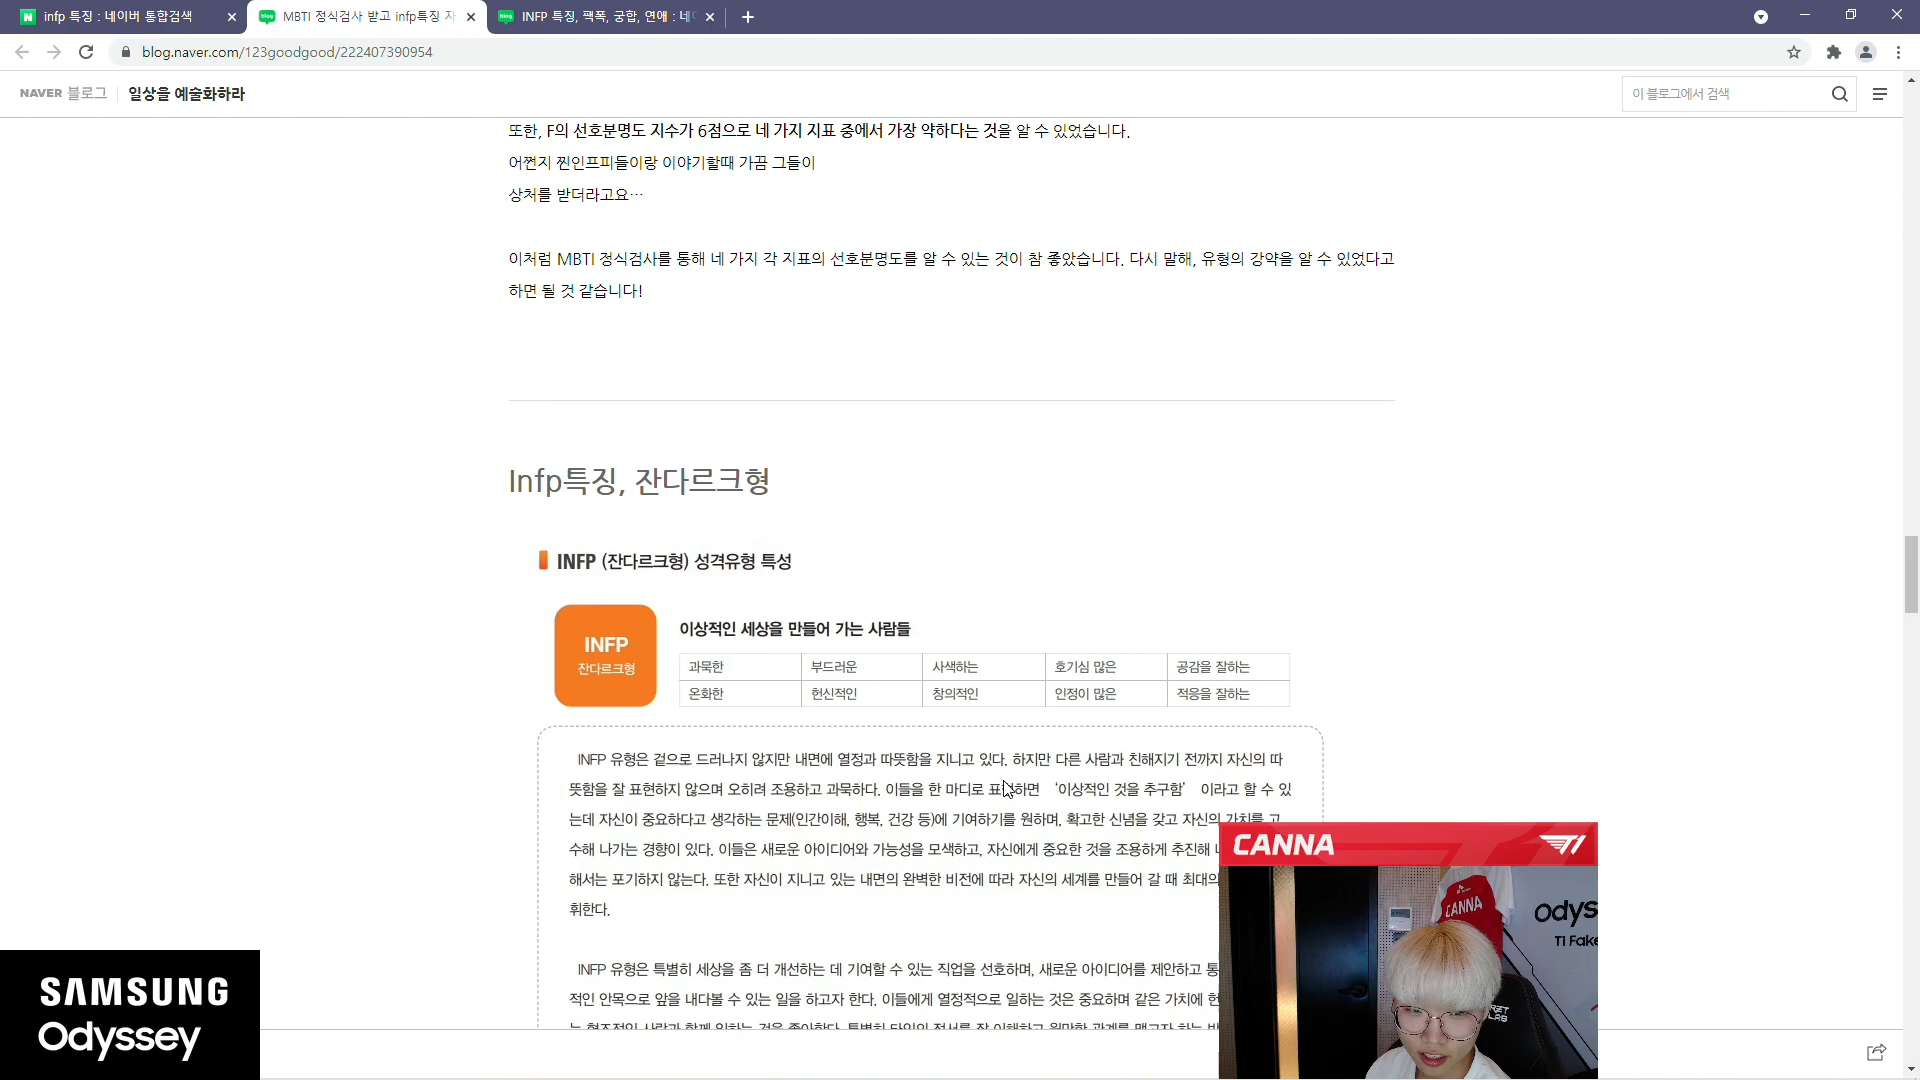 infp 특징 : 네이버 통합검색
MBTI 정식검사 받고 infp특징 자
INFP 특징, 팩폭, 궁합, 연애 : 네
blog.naver.com/123goodgood/222407390954
NAVER 블로그
일상을 예술화하라
이 블로그에서 검색
또한, F의 선호분명도 지수가 6점으로 네 가지 지표 중에서 가장 약하다는 것을 알 수 있었습니다.
어쩐지 찐인프피들이랑 이야기할때 가끔 그들이
상처를 받더라고요…
이처럼 MBTI 정식검사를 통해 네 가지 각 지표의 선호분명도를 알 수 있는 것이 참 좋았습니다. 다시 말해, 유형의 강약을 알 수 있었다고
하면 될 것 같습니다!
Infp특징, 잔다르크형
INFP (잔다르크형) 성격유형 특성
INFP
잔다르크형
이상적인 세상을 만들어 가는 사람들
과묵한 부드러운 사색하는 호기심 많은 공감을 잘하는
온화한 헌신적인 창의적인 인정이 많은 적응을 잘하는
INFP 유형은 겉으로 드러나지 않지만 내면에 열정과 따뜻함을 지니고 있다. 하지만 다른 사람과 친해지기 전까지 자신의 따
뜻함을 잘 표현하지 않으며 오히려 조용하고 과묵하다. 이들을 한 마디로 표현하면 ‘이상적인 것을 추구함’ 이라고 할 수 있
는데 자신이 중요하다고 생각하는 문제(인간이해, 행복, 건강 등)에 기여하기를 원하며, 확고한 신념을 갖고 자신의 가치를 고
수해 나가는 경향이 있다. 이들은 새로운 아이디어와 가능성을 모색하고, 자신에게 중요한 것을 조용하게 추진해
해서는 포기하지 않는다. 또한 자신이 지니고 있는 내면의 완벽한 비전에 따라 자신의 세계를 만들어 갈 때 최대의
휘한다.
INFP 유형은 특별히 세상을 좀 더 개선하는 데 기여할 수 있는 직업을 선호하며, 새로운 아이디어를 제안하고 통
적인 안목으로 앞을 내다볼 수 있는 일을 하고자 한다. 이들에게 열정적으로 일하는 것은 중요하며 같은 가치에 헌
CANNA
T1
CANNA
Odys
T1 Fake
SAMSUNG
Odyssey